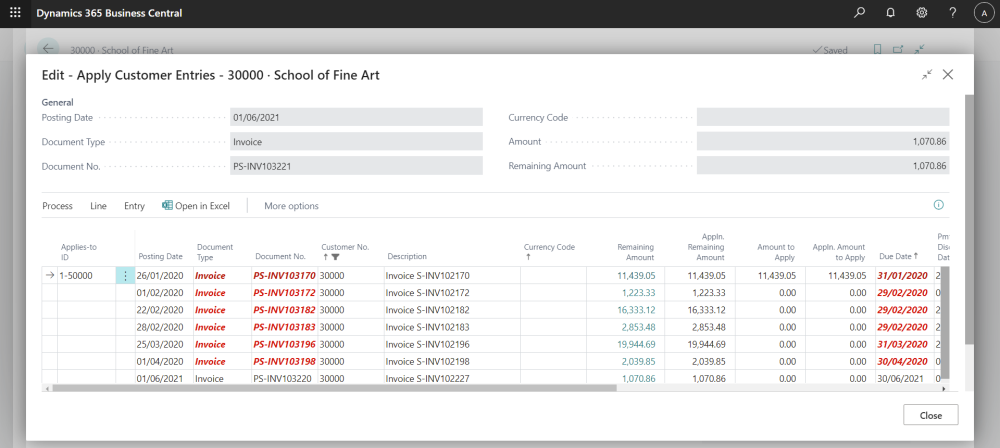 Dynamics 365 Business Central
?
A
30000 · School of Fine Art
Saved
Edit - Apply Customer Entries - 30000 · School of Fine Art
General
Posting Date 01/06/2021 Currency Code
Document Type Invoice Amount 1,070.86
Document No. PS-INV103221 Remaining Amount 1,070.86
Process Line Entry Open in Excel More options
Applies-to ID Posting Date Document Type Document No. Customer No. ↑ Description Currency Code ↑ Remaining Amount Appln. Remaining Amount Amount to Apply Appln. Amount to Apply Due Date ↑ Pmt Disc Dat
→ 1-50000 26/01/2020 Invoice PS-INV103170 30000 Invoice S-INV102170 11,439.05 11,439.05 11,439.05 11,439.05 31/01/2020 2
01/02/2020 Invoice PS-INV103172 30000 Invoice S-INV102172 1,223.33 1,223.33 0.00 0.00 29/02/2020 0
22/02/2020 Invoice PS-INV103182 30000 Invoice S-INV102182 16,333.12 16,333.12 0.00 0.00 29/02/2020 2
28/02/2020 Invoice PS-INV103183 30000 Invoice S-INV102183 2,853.48 2,853.48 0.00 0.00 29/02/2020 2
25/03/2020 Invoice PS-INV103196 30000 Invoice S-INV102196 19,944.69 19,944.69 0.00 0.00 31/03/2020 2
01/04/2020 Invoice PS-INV103198 30000 Invoice S-INV102198 2,039.85 2,039.85 0.00 0.00 30/04/2020 0
01/06/2021 Invoice PS-INV103220 30000 Invoice S-INV102227 1,070.86 1,070.86 0.00 0.00 30/06/2021 0
Close